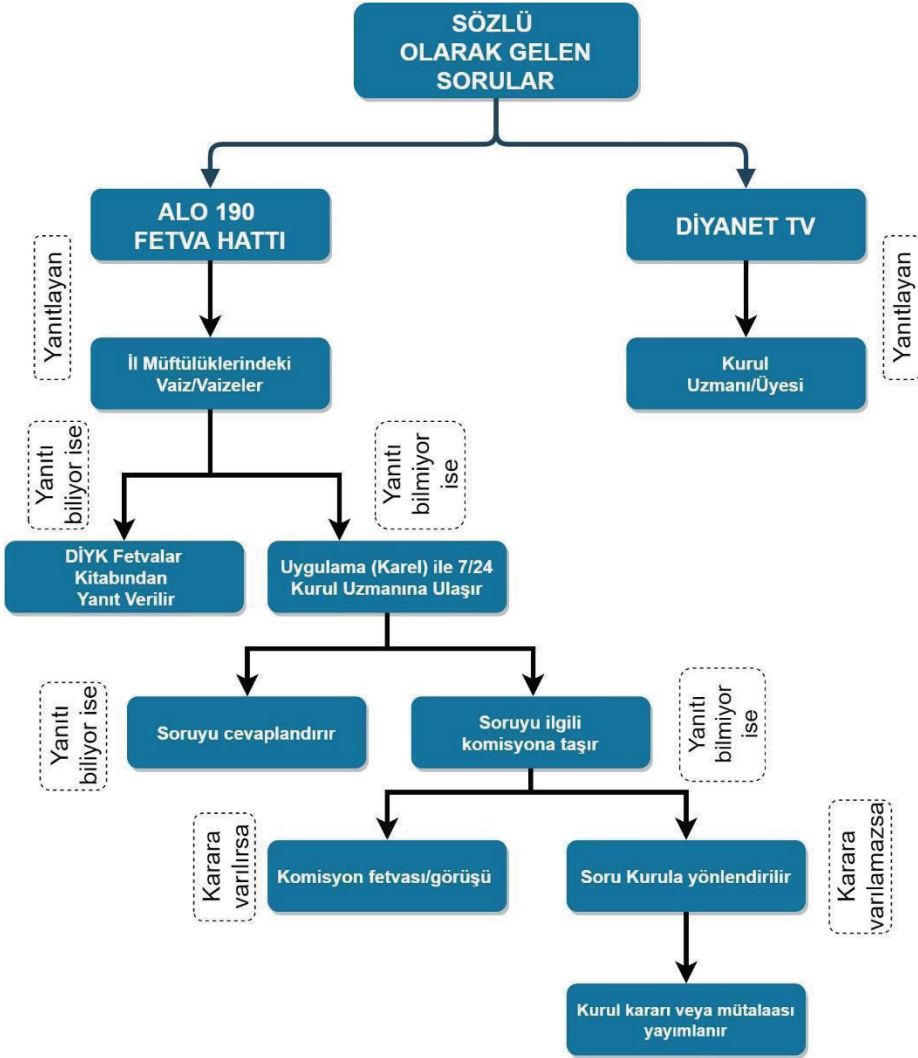 SÖZLÜ
OLARAK GELEN
SORULAR
ALO 190
FETVA HATTI
DİYANET TV
Yanıtlayan
Yanıtlayan
İl Müftülüklerindeki
Vaiz/Vaizeler
Kurul
Uzmanı/Üyesi
Yanıtı
biliyor ise
Yanıtı
bilmiyor
ise
DİYK Fetvalar
Kitabından
Yanıt Verilir
Uygulama (Karel) ile 7/24
Kurul Uzmanına Ulaşır
Yanıtı
biliyor ise
Soruyu cevaplandırır
Soruyu ilgili
komisyona taşır
Yanıtı
bilmiyor
ise
Karara
varılırsa
Komisyon fetvası/görüşü
Soru Kurula yönlendirilir
Karara
varılamazsa
Kurul kararı veya mütalaası
yayımlanır